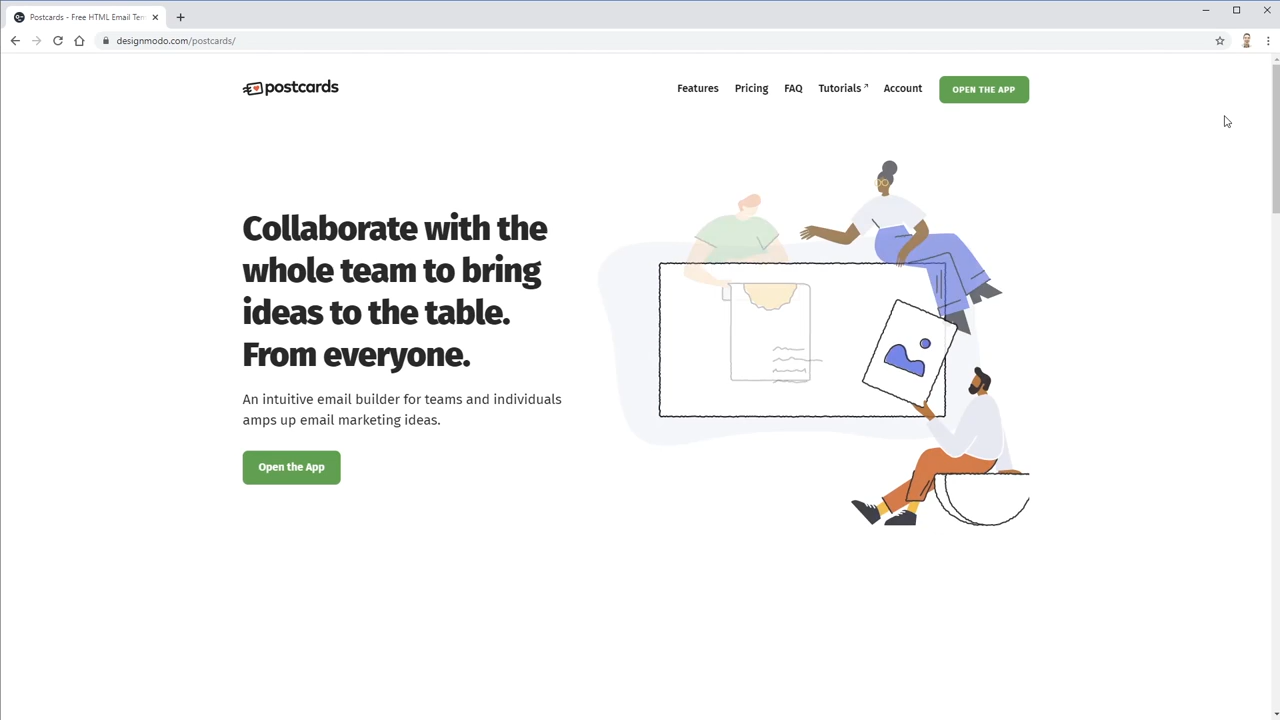 Postcards - Free HTML Email Tem
designmodo.com/postcards/
postcards
Features
Pricing
FAQ
Tutorials ↗
Account
OPEN THE APP
Collaborate with the
whole team to bring
ideas to the table.
From everyone.
An intuitive email builder for teams and individuals
amps up email marketing ideas.
Open the App